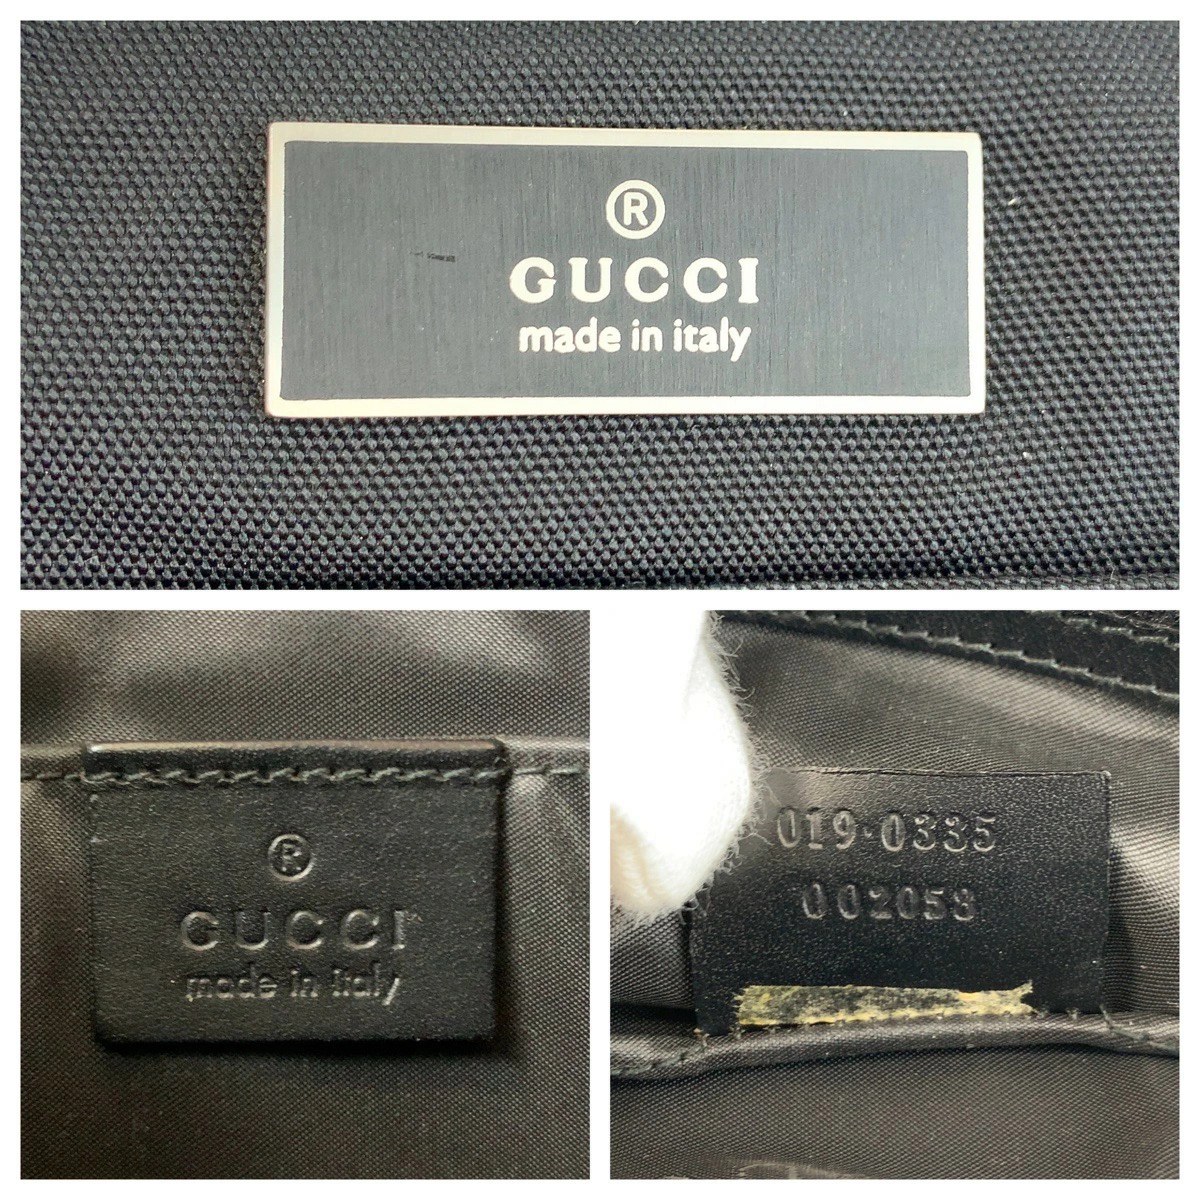 ®
GUCCI
made in italy
®
GUCCI
made in italy
019·0335
002058